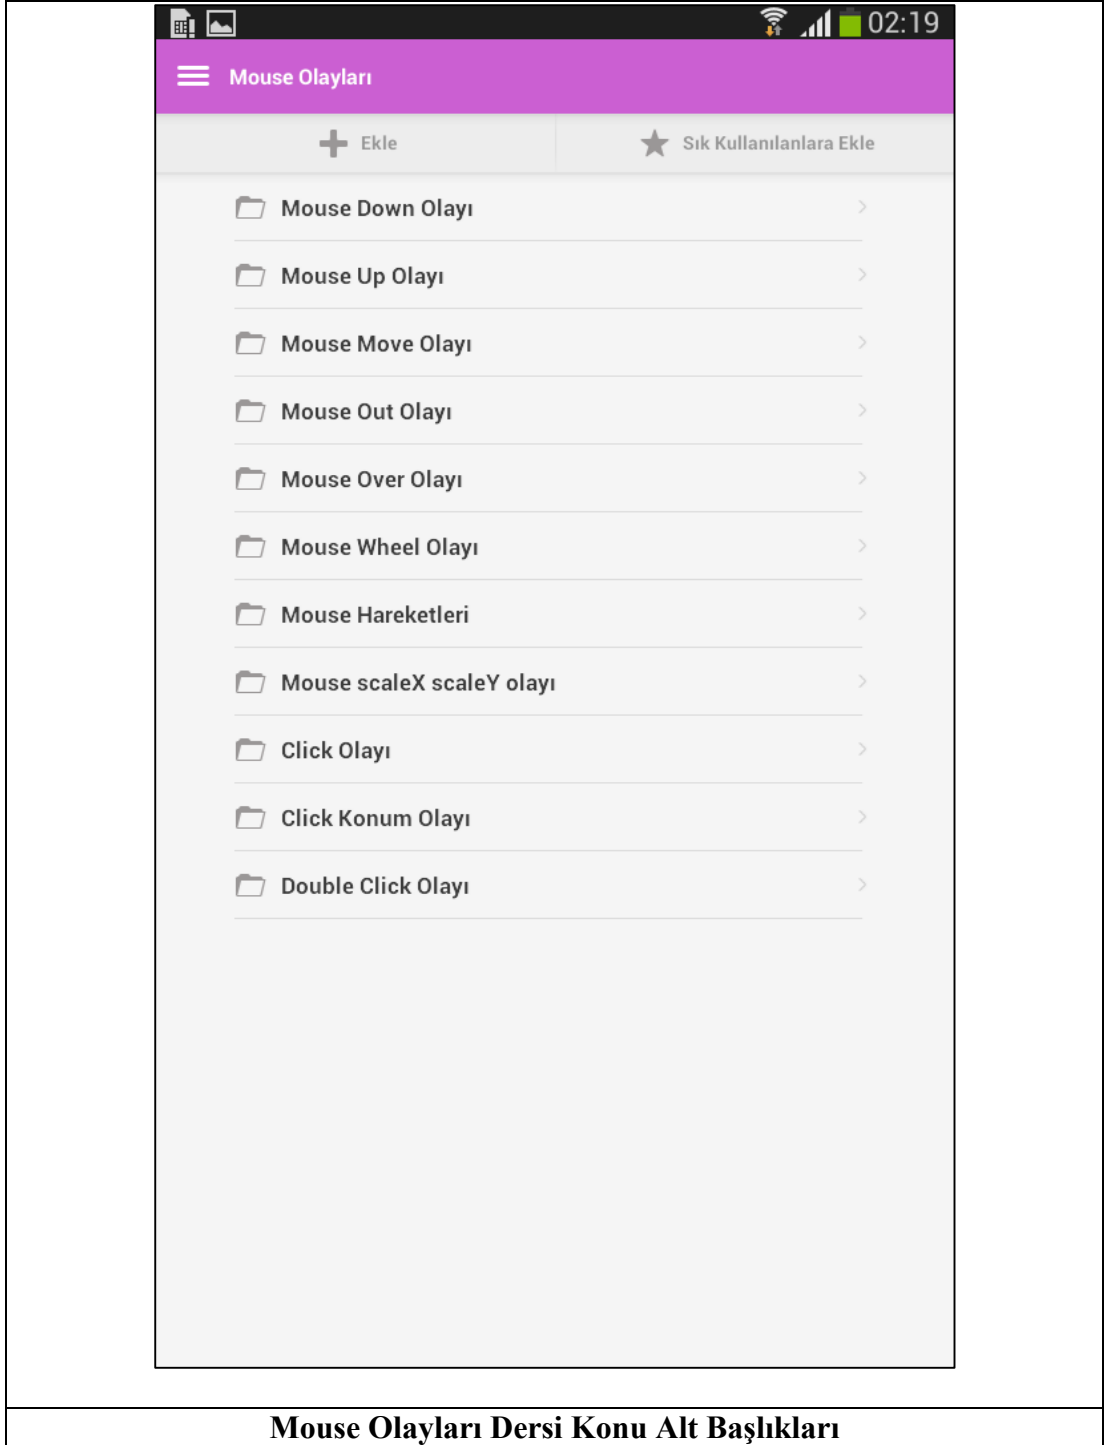 02:19
Mouse Olayları
Ekle
Sık Kullanılanlara Ekle
Mouse Down Olayı
Mouse Up Olayı
Mouse Move Olayı
Mouse Out Olayı
Mouse Over Olayı
Mouse Wheel Olayı
Mouse Hareketleri
Mouse scaleX scaleY olayı
Click Olayı
Click Konum Olayı
Double Click Olayı
Mouse Olayları Dersi Konu Alt Başlıkları